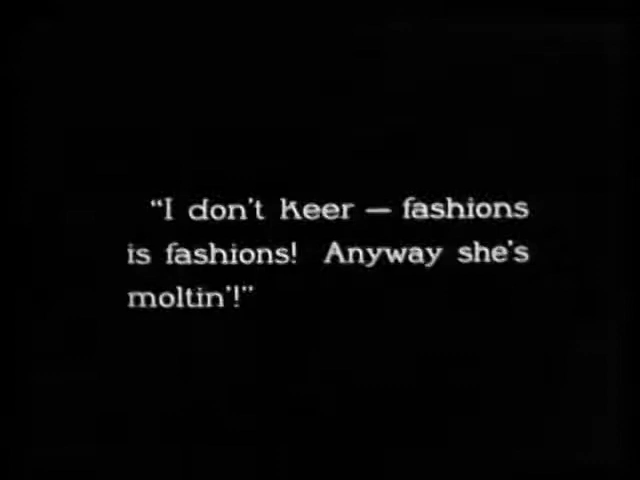 “I don't keer — fashions
is fashions!  Anyway she's
moltin'!”